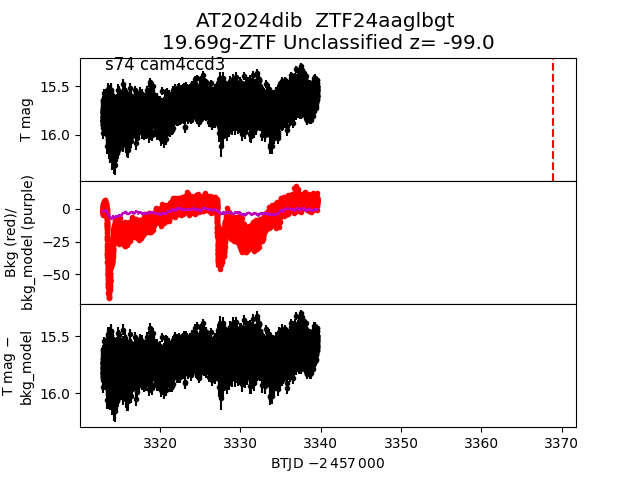 AT2024dib  ZTF24aaglbgt
19.69g-ZTF Unclassified z= -99.0
s74 cam4ccd3
T mag
15.5
16.0
Bkg (red)/
bkg_model (purple)
0
−25
−50
T mag −
bkg_model
15.5
16.0
3320
3330
3340
3350
3360
3370
BTJD −2 457 000